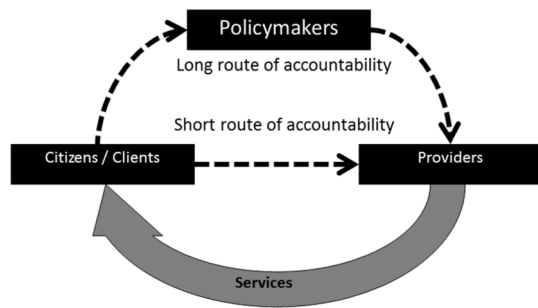 Policymakers
Long route of accountability
Short route of accountability
Citizens / Clients
Providers
Services